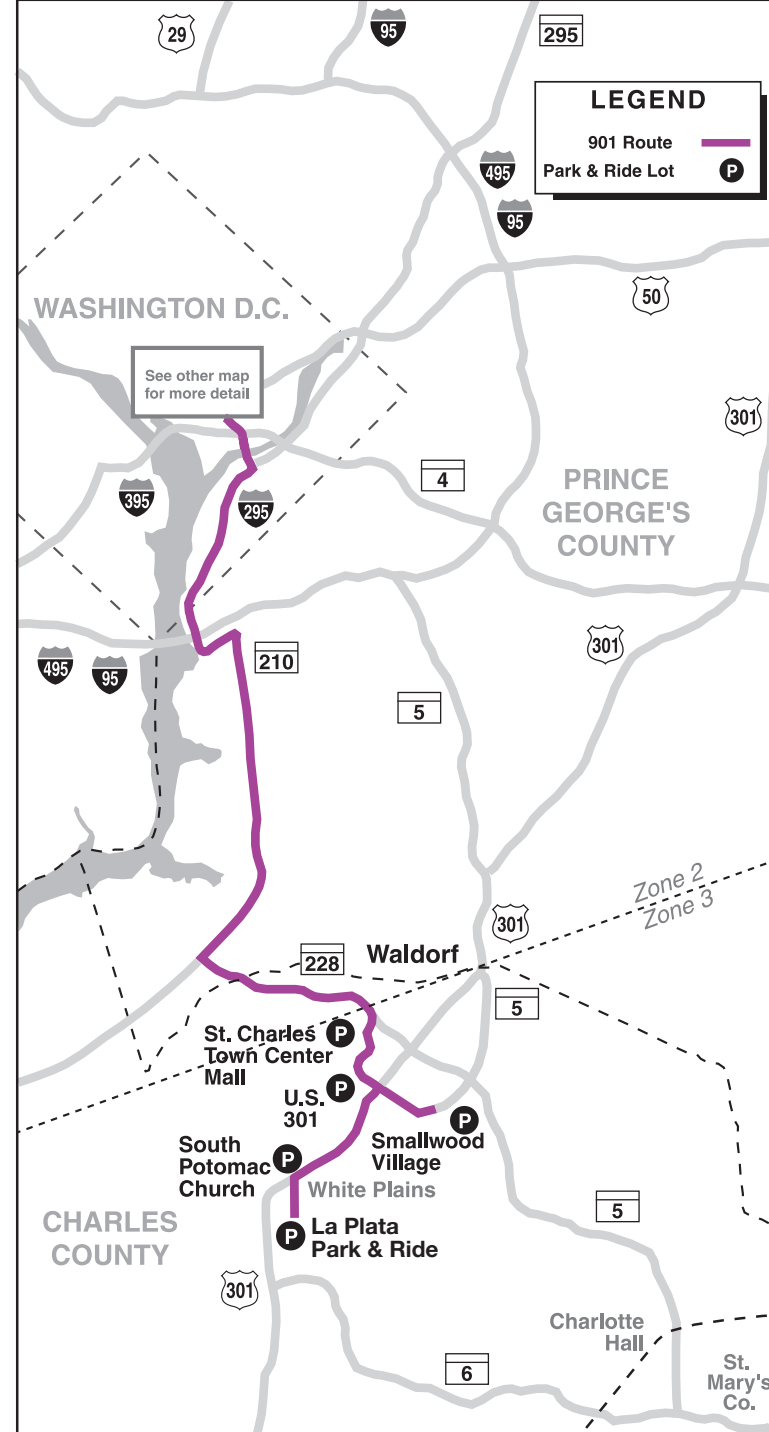 29
95
295
LEGEND
901 Route
Park & Ride Lot
P
495
95
50
WASHINGTON D.C.
See other map
for more detail
301
4
PRINCE
GEORGE'S
COUNTY
395
295
301
495
95
210
5
Zone 2
Zone 3
301
Waldorf
228
5
St. Charles
Town Center
Mall
P
U.S.
301
P
P
Smallwood
Village
South
Potomac
Church
P
White Plains
CHARLES
COUNTY
P
La Plata
Park & Ride
5
301
Charlotte
Hall
6
St.
Mary's
Co.